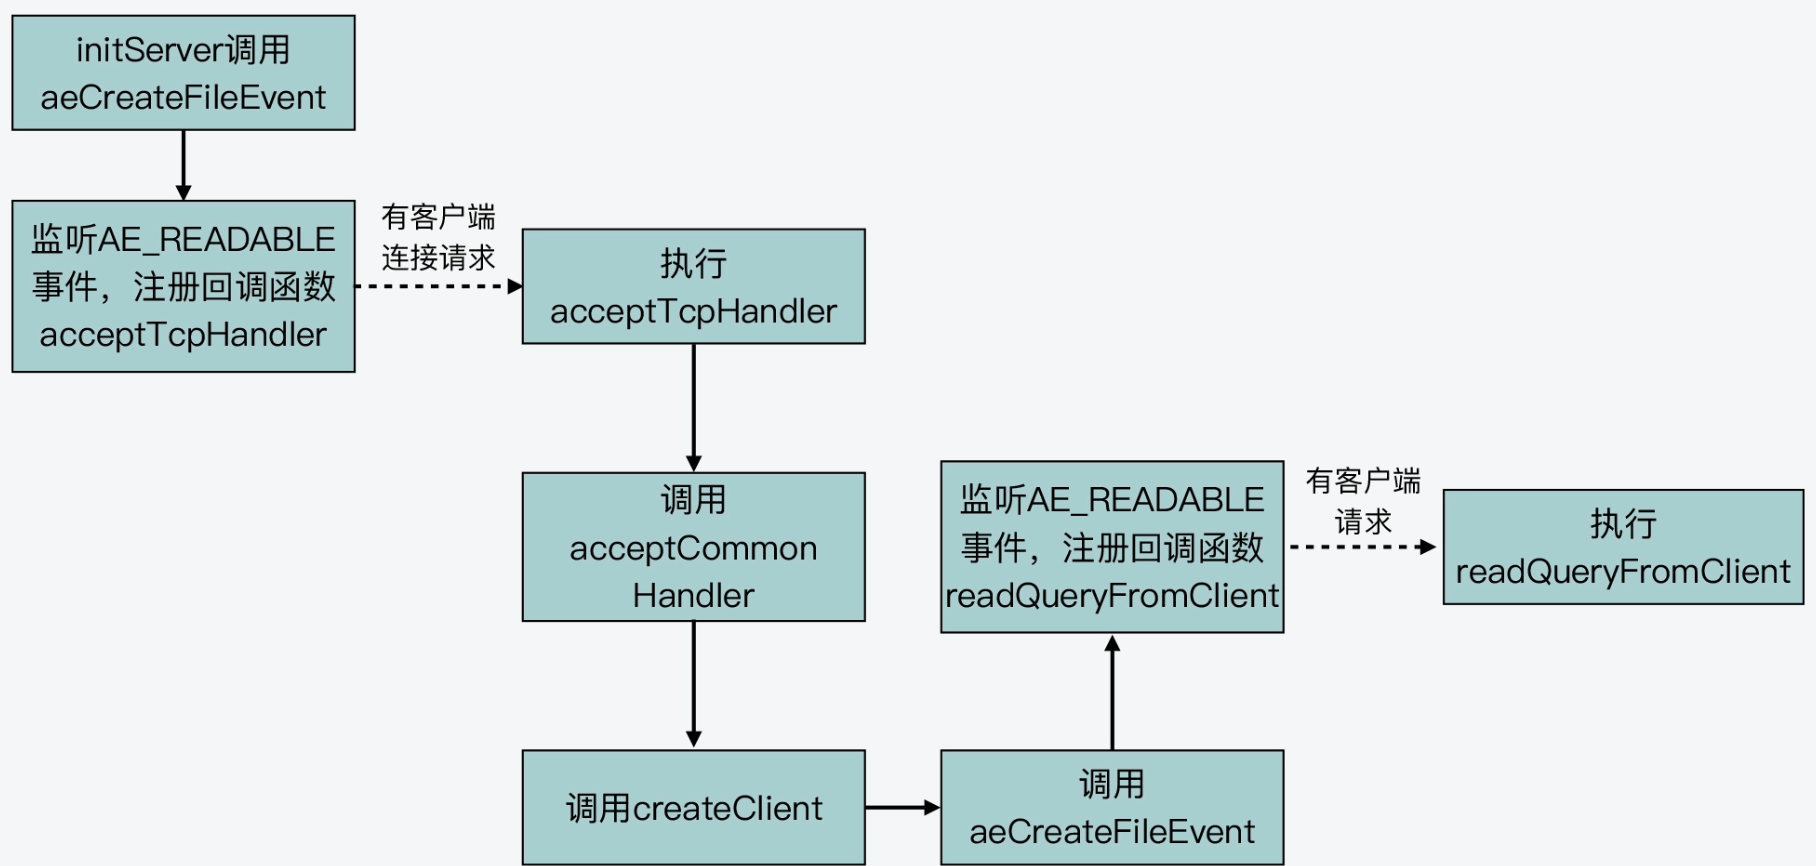 initServer调用
aeCreateFileEvent
监听AE_READABLE
事件，注册回调函数
acceptTcpHandler
有客户端
连接请求
执行
acceptTcpHandler
调用
acceptCommon
Handler
调用createClient
调用
aeCreateFileEvent
监听AE_READABLE
事件，注册回调函数
readQueryFromClient
有客户端
请求
执行
readQueryFromClient